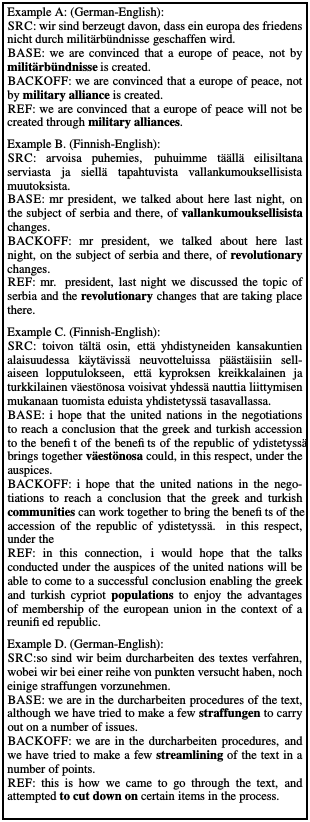 Example A: (German-English):
SRC: wir sind berzeugt davon, dass ein europa des friedens
nicht durch militärbündnisse geschaffen wird.
BASE: we are convinced that a europe of peace, not by
militärbündnisse is created.
BACKOFF: we are convinced that a europe of peace, not
by military alliance is created.
REF: we are convinced that a europe of peace will not be
created through military alliances.
Example B. (Finnish-English):
SRC: arvoisa puhemies, puhuimme täällä eilisiltana
serviasta ja siellä tapahtuvista vallankumouksellisista
muutoksista.
BASE: mr president, we talked about here last night, on
the subject of serbia and there, of vallankumouksellisista
changes.
BACKOFF: mr president, we talked about here last
night, on the subject of serbia and there, of revolutionary
changes.
REF: mr. president, last night we discussed the topic of
serbia and the revolutionary changes that are taking place
there.
Example C. (Finnish-English):
SRC: toivon tältä osin, että yhdistyneiden kansakuntien
alaisuudessa käytävissä neuvotteluissa päästäisiin sell-
aiseen lopputulokseen, että kyproksen kreikkalainen ja
turkkilainen väestönosa voisivat yhdessä nauttia liittymisen
mukanaan tuomista eduista yhdistetyssä tasavallassa.
BASE: i hope that the united nations in the negotiations
to reach a conclusion that the greek and turkish accession
to the benefi t of the benefi ts of the republic of ydistetyssä
brings together väestönosa could, in this respect, under the
auspices.
BACKOFF: i hope that the united nations in the nego-
tiations to reach a conclusion that the greek and turkish
communities can work together to bring the benefi ts of the
accession of the republic of ydistetyssä. in this respect,
under the
REF: in this connection, i would hope that the talks
conducted under the auspices of the united nations will be
able to come to a successful conclusion enabling the greek
and turkish cypriot populations to enjoy the advantages
of membership of the european union in the context of a
reunifi ed republic.
Example D. (German-English):
SRC:so sind wir beim durcharbeiten des textes verfahren,
wobei wir bei einer reihe von punkten versucht haben, noch
einige straffungen vorzunehmen.
BASE: we are in the durcharbeiten procedures of the text,
although we have tried to make a few straffungen to carry
out on a number of issues.
BACKOFF: we are in the durcharbeiten procedures, and
we have tried to make a few streamlining of the text in a
number of points.
REF: this is how we came to go through the text, and
attempted to cut down on certain items in the process.